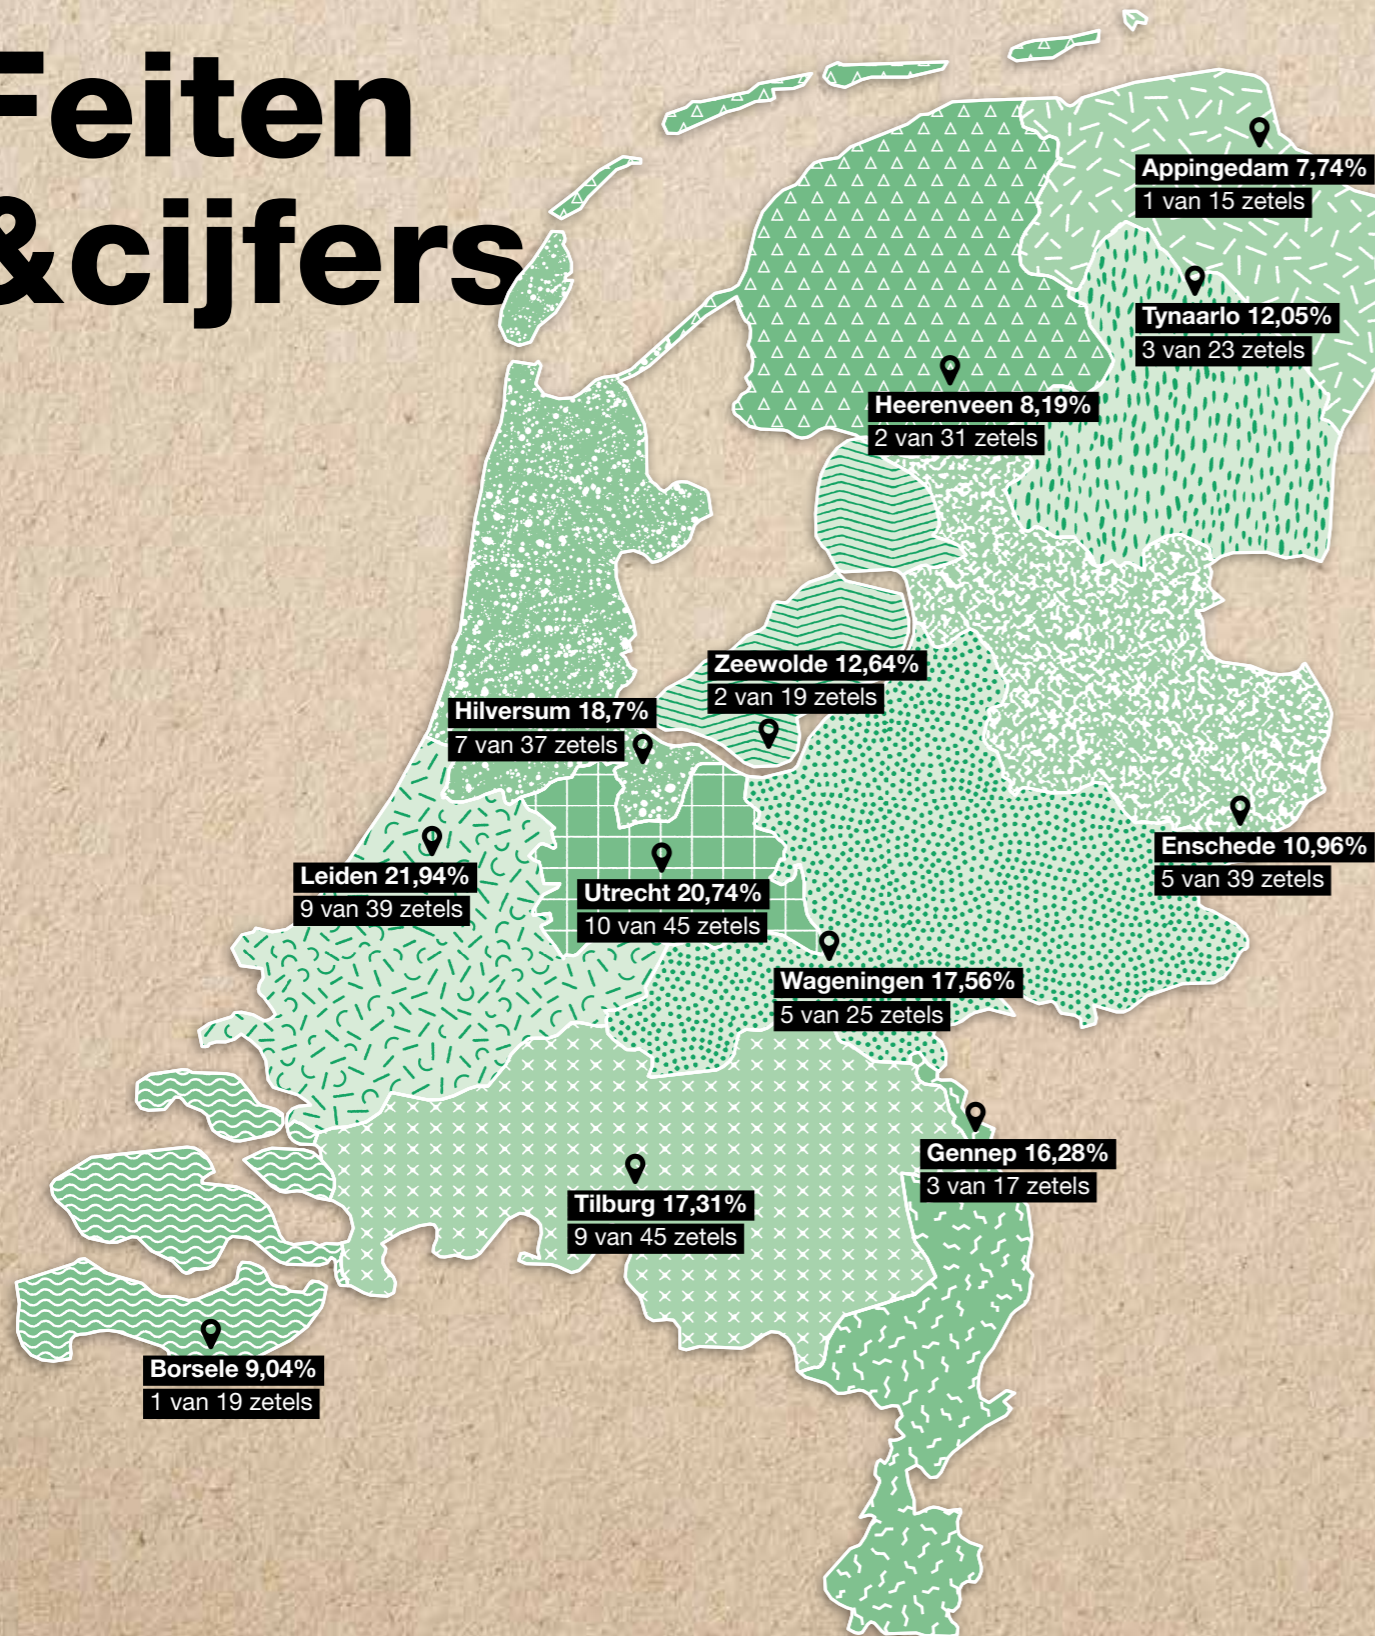 Feiten
&cijfers
Appingedam 7,74%
1 van 15 zetels
Tynaarlo 12,05%
3 van 23 zetels
Heerenveen 8,19%
2 van 31 zetels
Zeewolde 12,64%
2 van 19 zetels
Hilversum 18,7%
7 van 37 zetels
Enschede 10,96%
5 van 39 zetels
Leiden 21,94%
9 van 39 zetels
Utrecht 20,74%
10 van 45 zetels
Wageningen 17,56%
5 van 25 zetels
Gennep 16,28%
3 van 17 zetels
Tilburg 17,31%
9 van 45 zetels
Borsele 9,04%
1 van 19 zetels